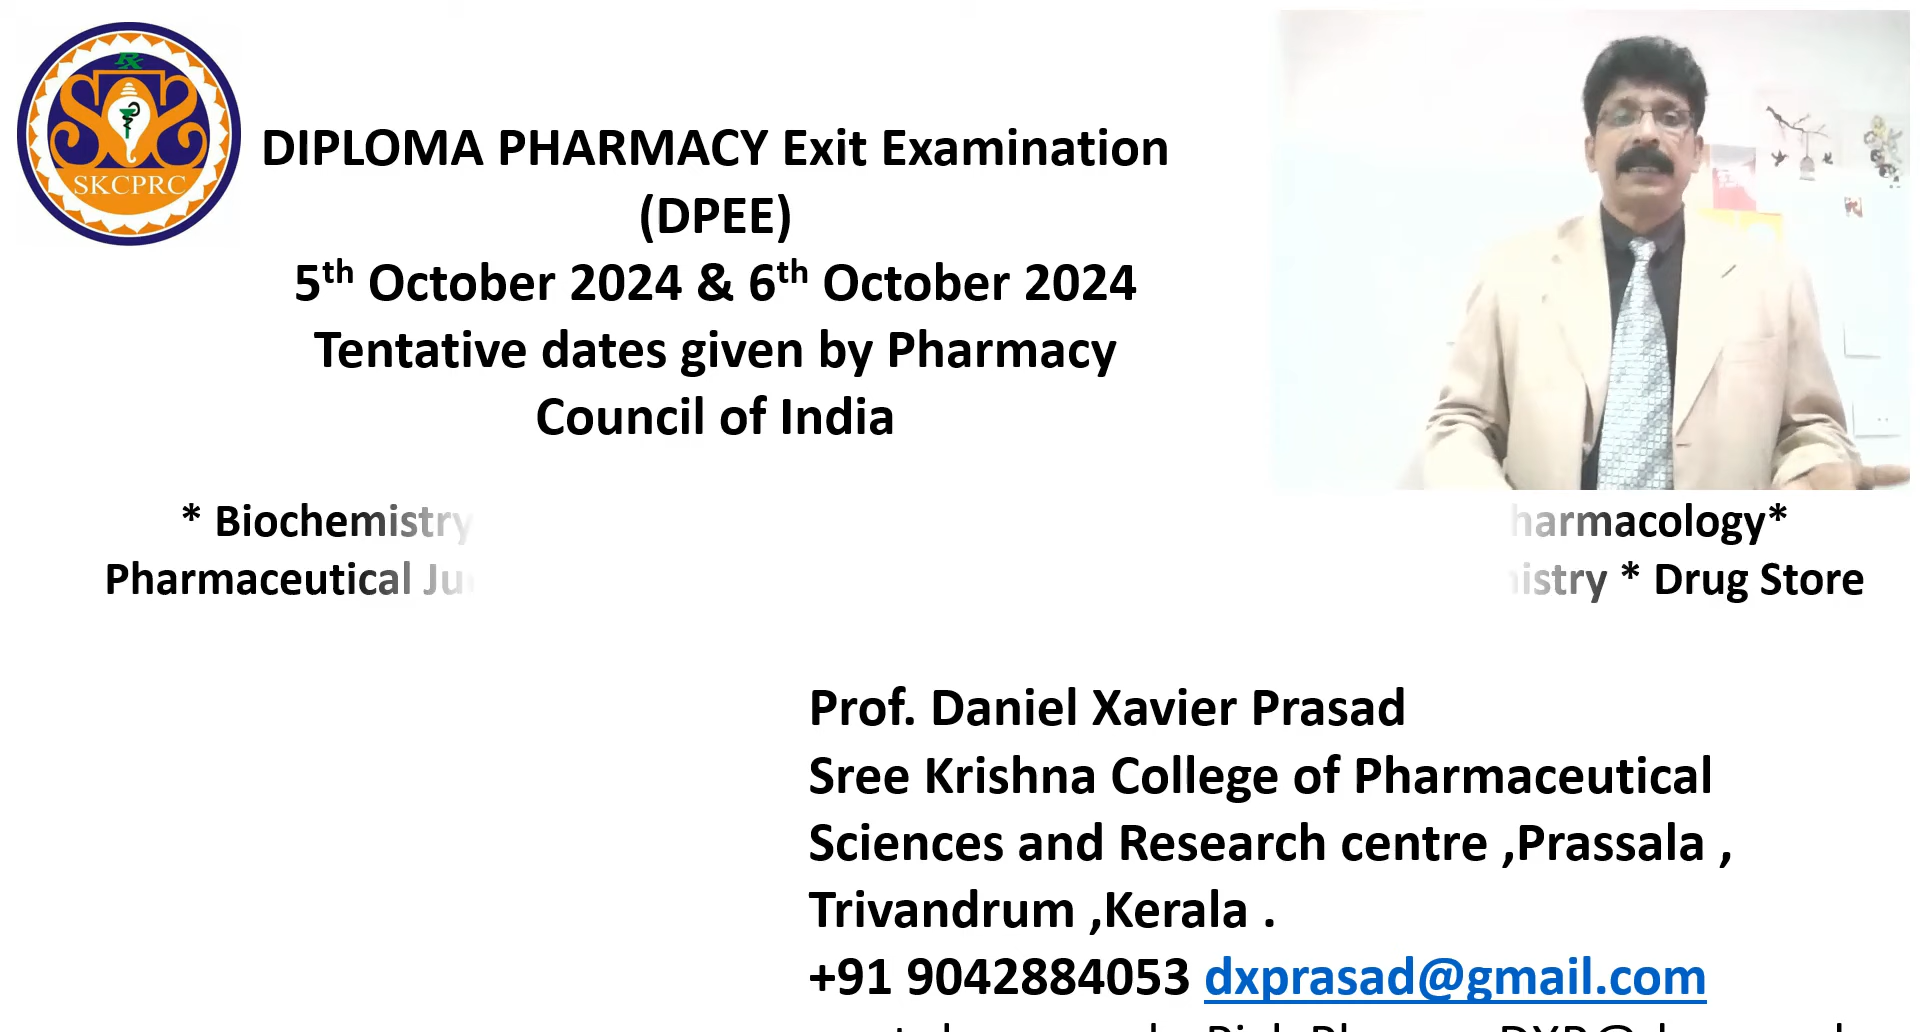 Rx
SKCPRC
DIPLOMA PHARMACY Exit Examination
(DPEE)
5th October 2024 & 6th October 2024
Tentative dates given by Pharmacy
Council of India
* Biochemistry harmacology*
Pharmaceutical istry * Drug Store
Prof. Daniel Xavier Prasad
Sree Krishna College of Pharmaceutical
Sciences and Research centre ,Prassala ,
Trivandrum ,Kerala .
+91 9042884053 dxprasad@gmail.com